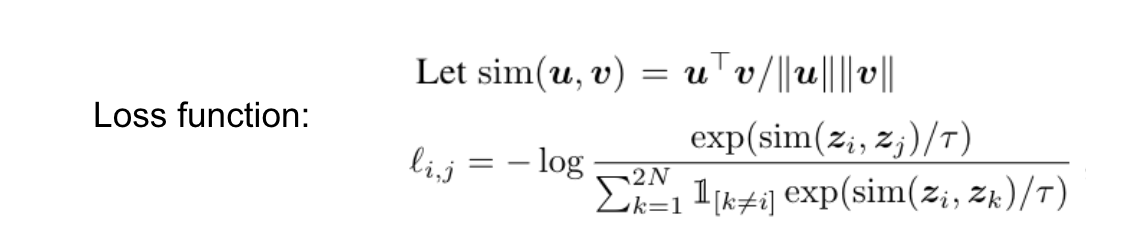 Let sim(u, v) = u⊤v/‖u‖‖v‖
Loss function:
ℓi,j = − log exp(sim(zi, zj)/τ) / ∑2N k=1 𝟙[k≠i] exp(sim(zi, zk)/τ)